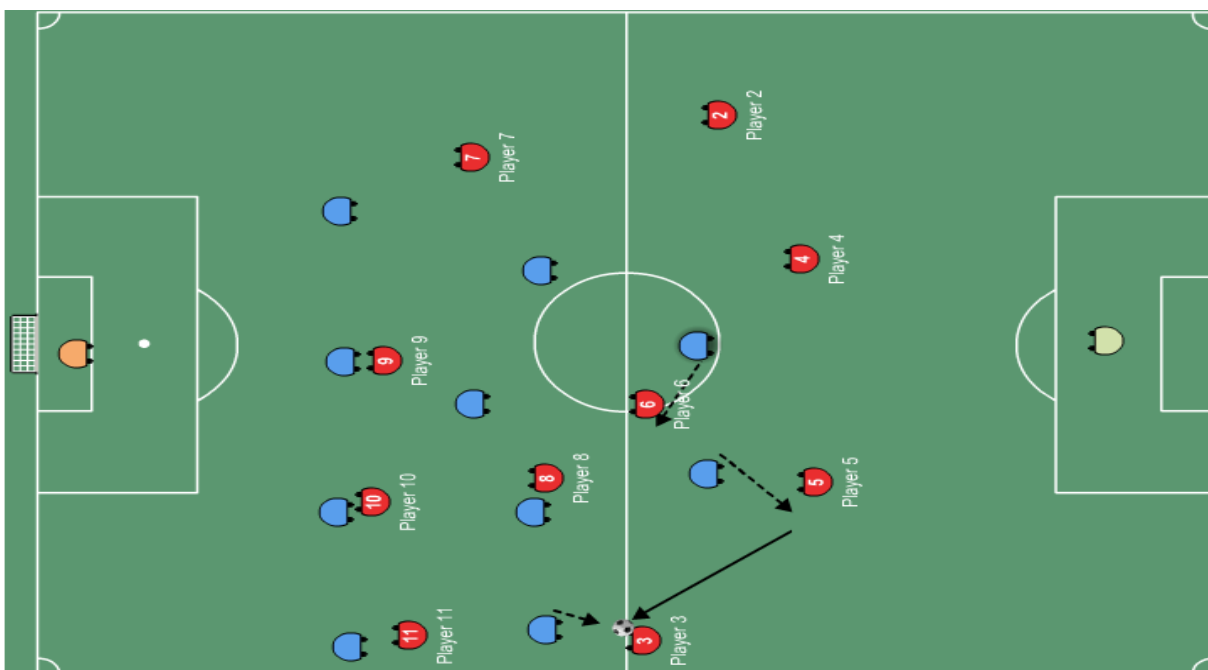 2
Player 2
7
Player 7
4
Player 4
9
Player 9
6
Player 6
8
Player 8
5
Player 5
10
Player 10
11
Player 11
3
Player 3